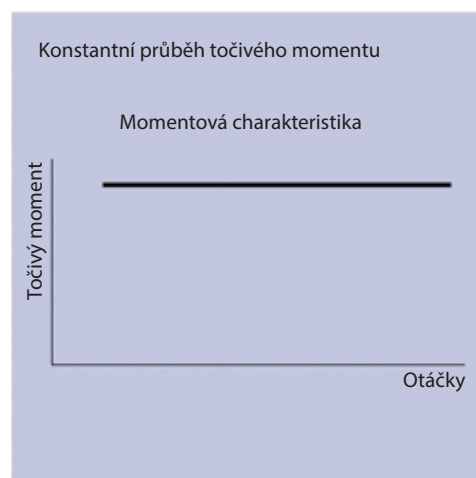 Konstantní průběh točivého momentu
Momentová charakteristika
Točivý moment
Otáčky